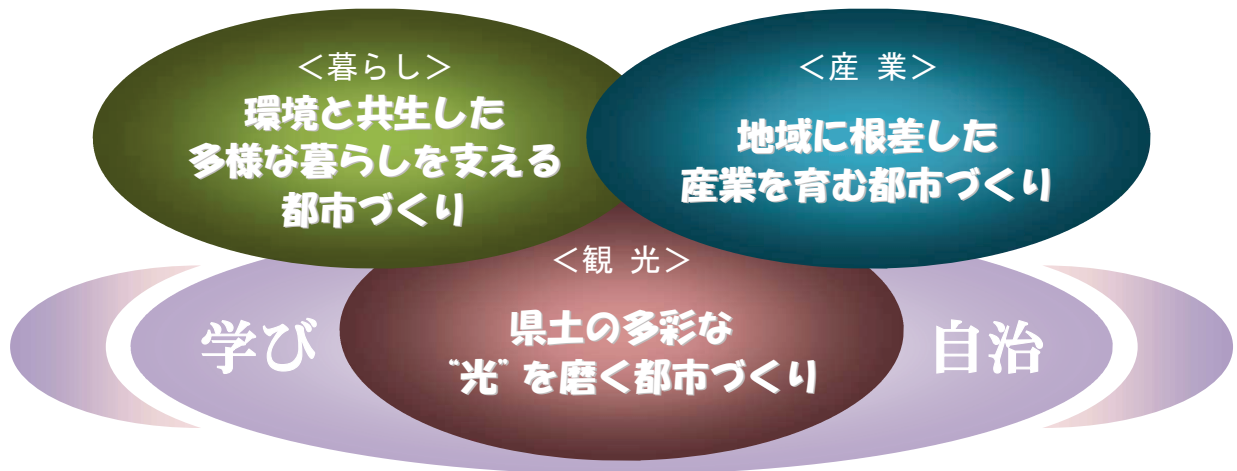 ＜暮らし＞
環境と共生した
多様な暮らしを支える
都市づくり
＜産 業＞
地域に根差した
産業を育む都市づくり
＜観 光＞
県土の多彩な
“光”を磨く都市づくり
学び
自治